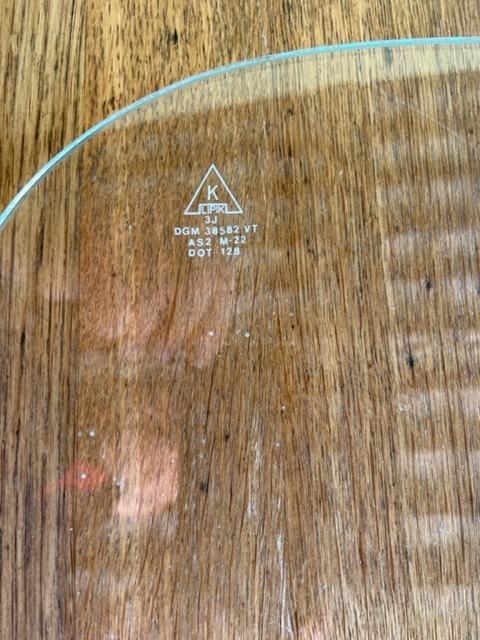 K
LPK
3J
DGM 38582 VT
AS2 M-22
DOT 128